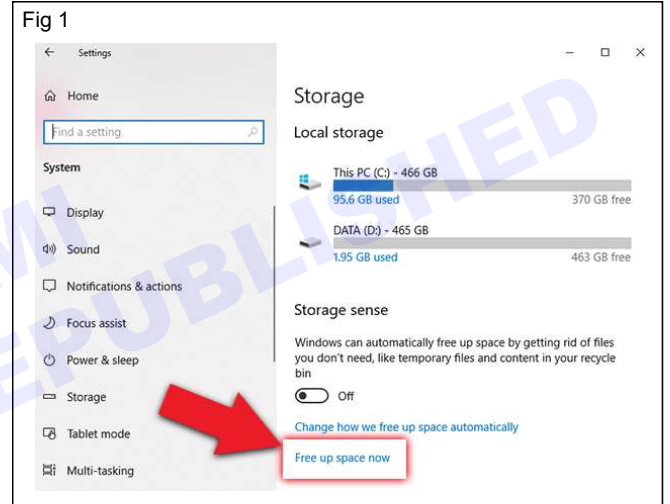 Fig 1
Settings
Home
Find a setting
System
Display
Sound
Notifications & actions
Focus assist
Power & sleep
Storage
Tablet mode
Multi-tasking
Storage
Local storage
This PC (C:) - 466 GB
95.6 GB used 370 GB free
DATA (D:) - 465 GB
1.95 GB used 463 GB free
Storage sense
Windows can automatically free up space by getting rid of files
you don't need, like temporary files and content in your recycle
bin
Off
Change how we free up space automatically
Free up space now